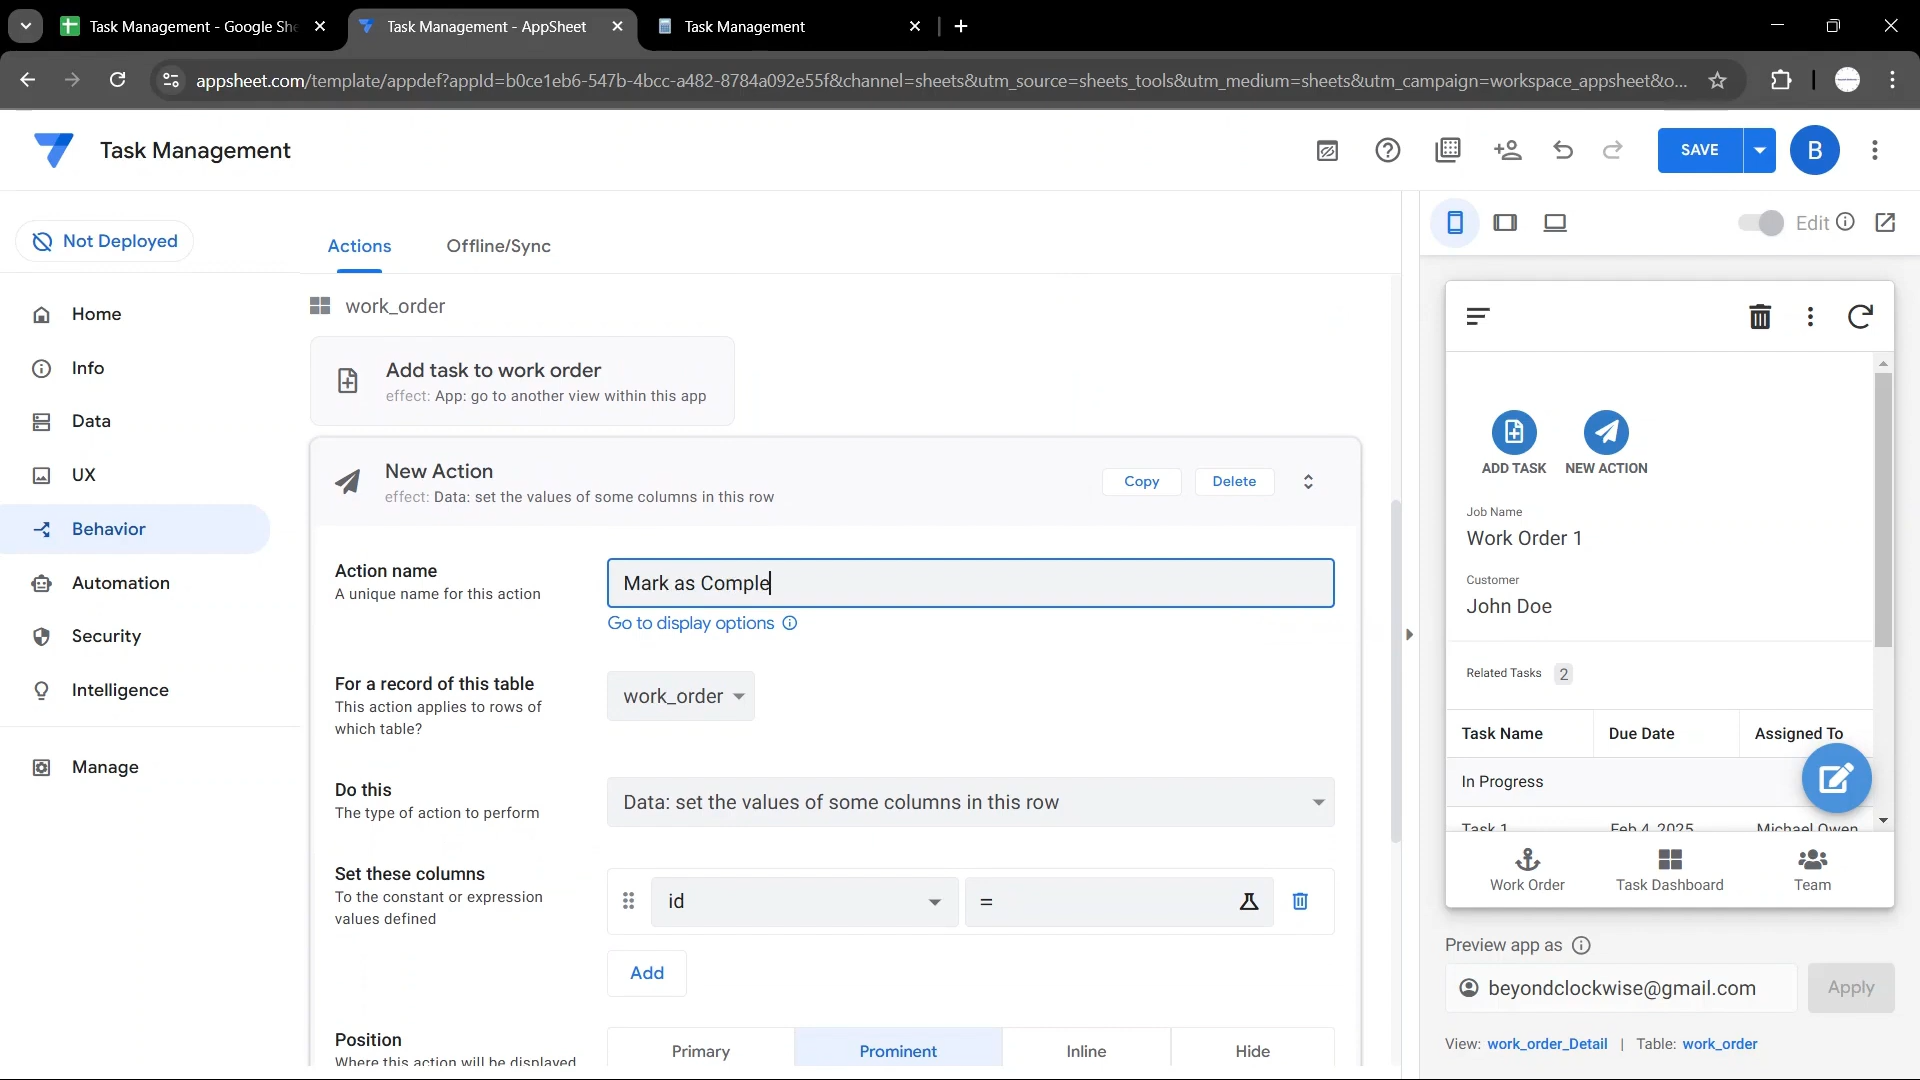 Task Management - Google She
Task Management - AppSheet
Task Management
appsheet.com/template/appdef?appId=b0ce1eb6-547b-4bcc-a482-8784a092e55f&channel=sheets&utm_source=sheets_tools&utm_medium=sheets&utm_campaign=workspace_appsheet&o...
Task Management
SAVE
B
Not Deployed
Actions
Offline/Sync
Edit
Home
Info
Data
UX
Behavior
Automation
Security
Intelligence
Manage
work_order
Add task to work order
effect: App: go to another view within this app
New Action
effect: Data: set the values of some columns in this row
Copy
Delete
Action name
A unique name for this action
Mark as Comple
Go to display options
For a record of this table
This action applies to rows of
which table?
work_order
Do this
The type of action to perform
Data: set the values of some columns in this row
Set these columns
To the constant or expression
values defined
id
=
Add
Position
Where this action will be displayed
Primary
Prominent
Inline
Hide
ADD TASK
NEW ACTION
Job Name
Work Order 1
Customer
John Doe
Related Tasks 2
Task Name
Due Date
Assigned To
In Progress
Task 1
Feb 4, 2025
Michael Owen
Work Order
Task Dashboard
Team
Preview app as
beyondclockwise@gmail.com
Apply
View: work_order_Detail | Table: work_order